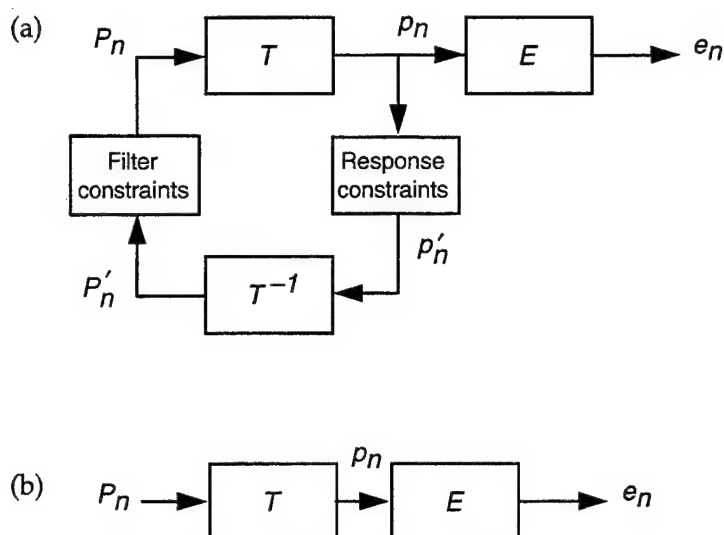 (a)
P_n
T
p_n
E
e_n
Filter
constraints
Response
constraints
P'_n
T^{-1}
p'_n
(b)
P_n
T
p_n
E
e_n